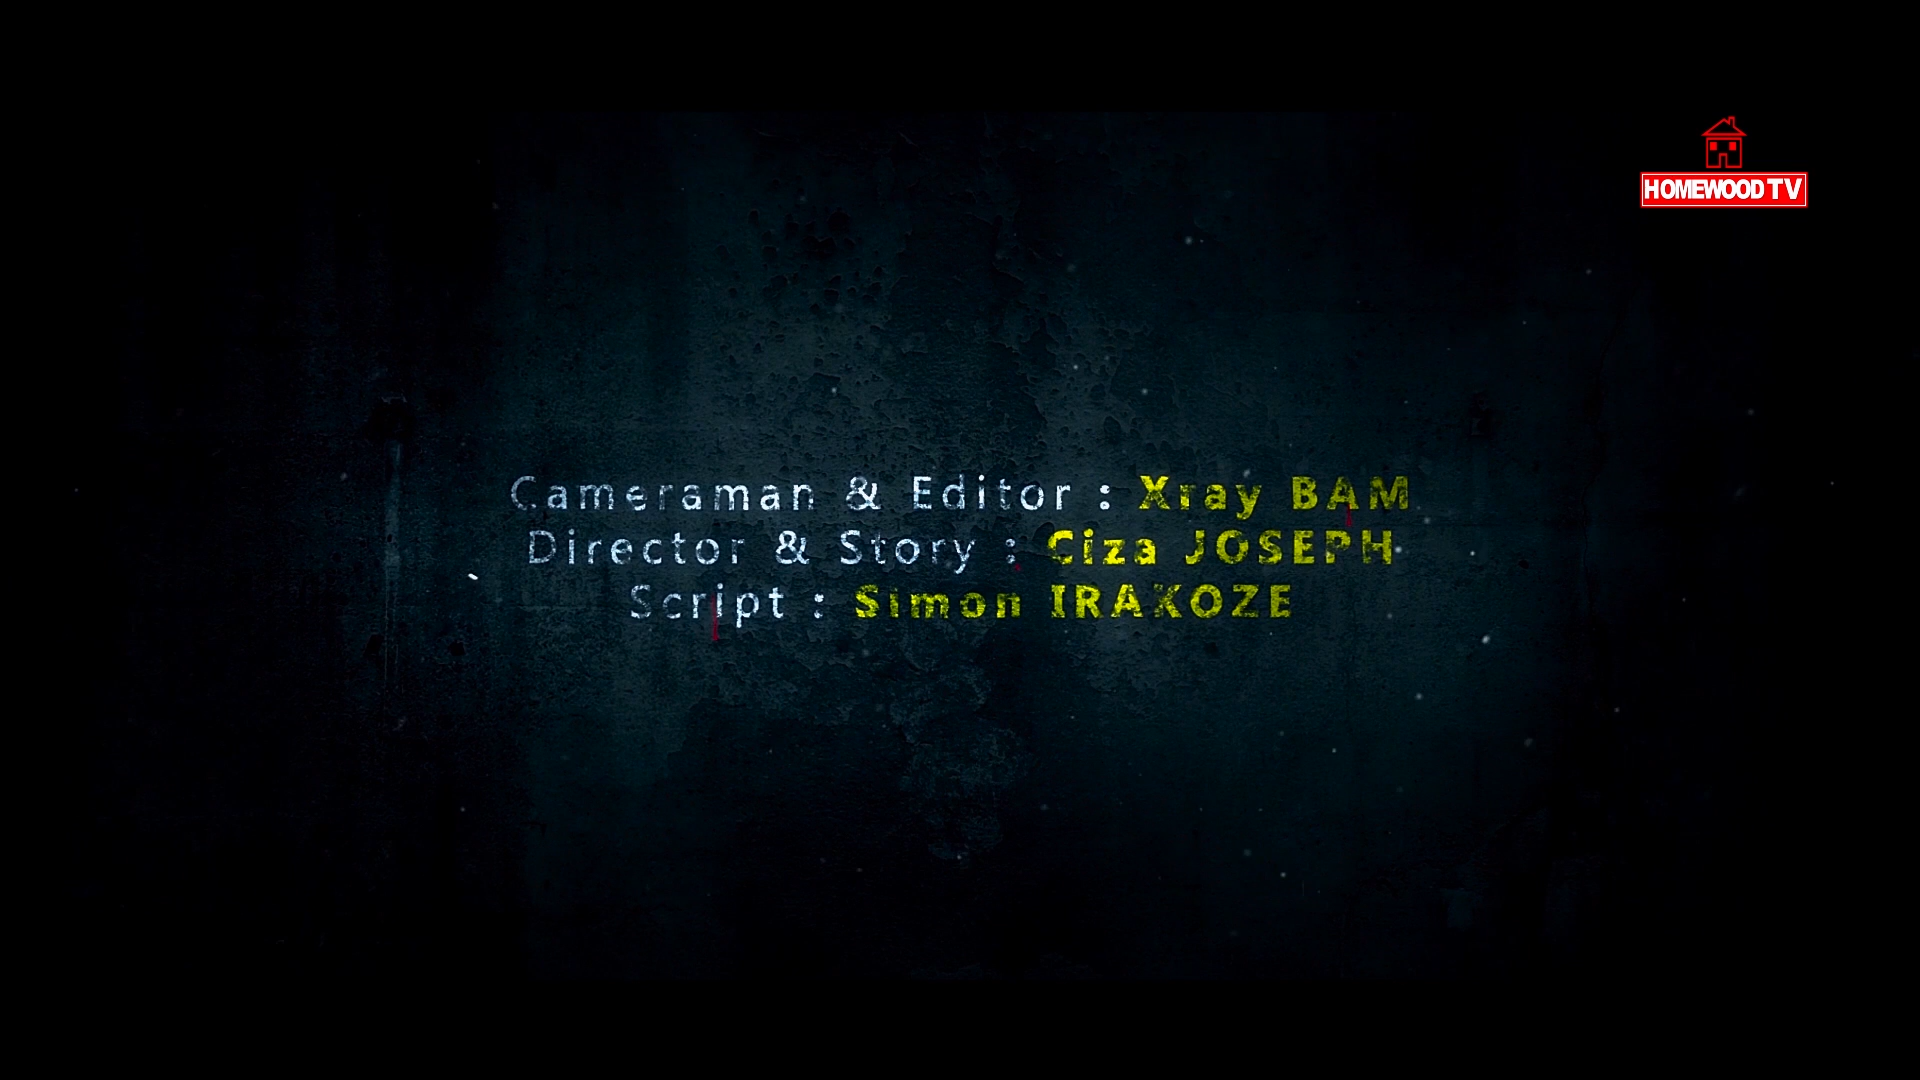 HOMEWOOD TV
Cameraman & Editor : Xray BAM
Director & Story : Ciza JOSEPH
Script : Simon IRAKOZE